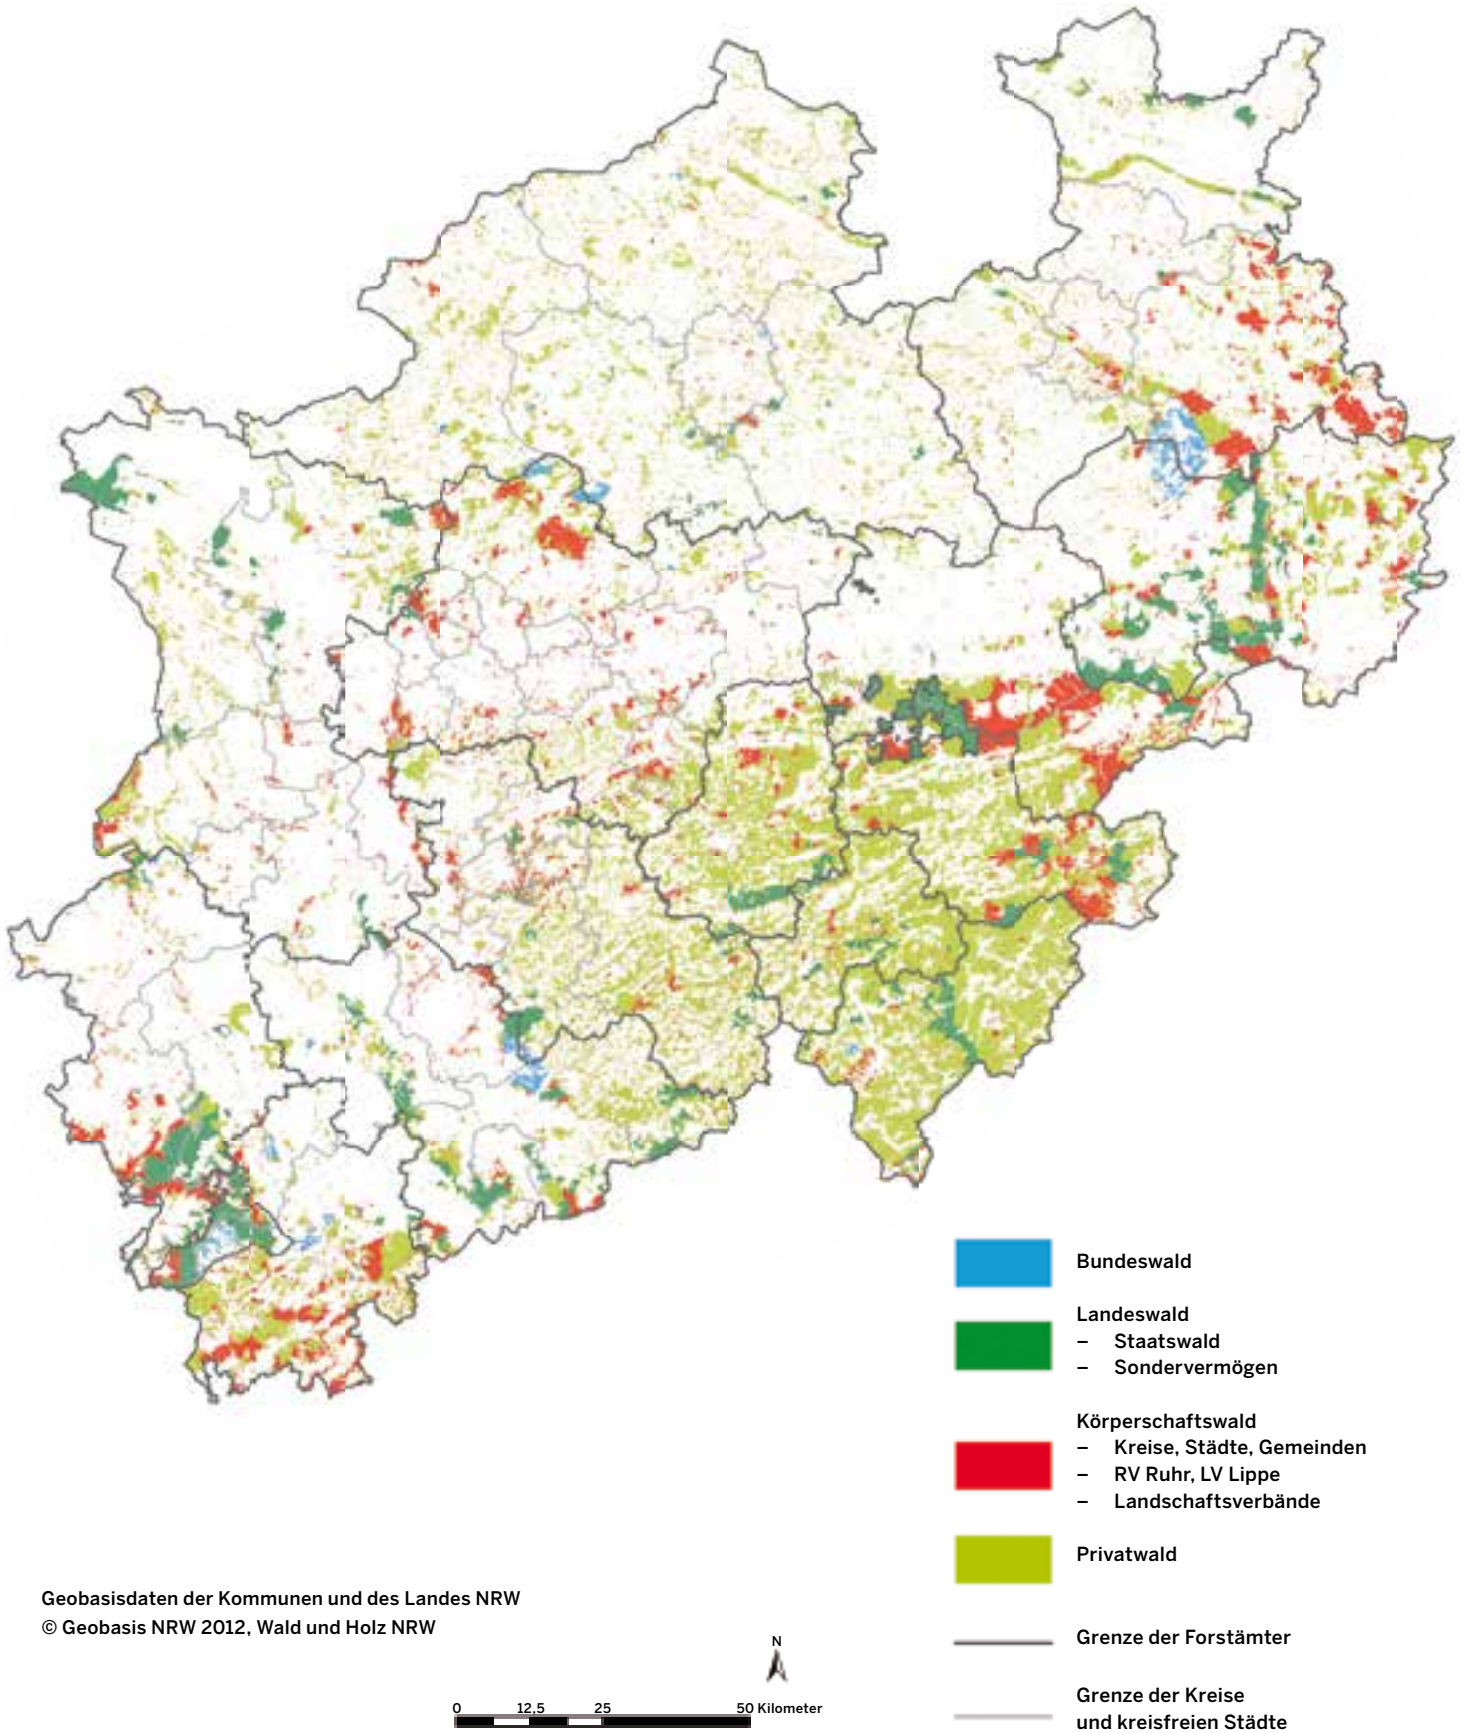 Bundeswald
Landeswald
– Staatswald
– Sondervermögen
Körperschaftswald
– Kreise, Städte, Gemeinden
– RV Ruhr, LV Lippe
– Landschaftsverbände
Privatwald
Grenze der Forstämter
Grenze der Kreise
und kreisfreien Städte
Geobasisdaten der Kommunen und des Landes NRW
© Geobasis NRW 2012, Wald und Holz NRW
N
0 12,5 25 50 Kilometer